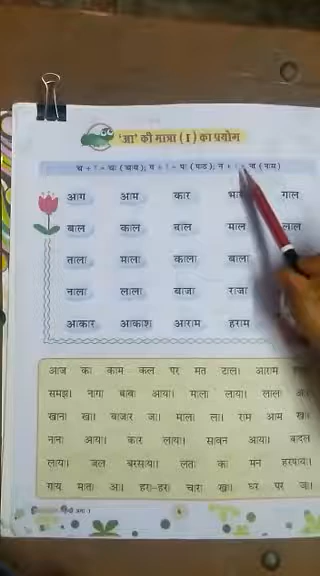 'आ' की मात्रा (ा) का प्रयोग
च + ा = चा (चाय); प + ा = पा (पाठ); न + ा = ना (नाम)
आग आम कार गाल
बाल काल बाल माल लाल
ताला माला काला बाला
नाला लाला बाजा राजा
आकार आकाश आराम हराम
आज का काम कल पर मत टाल। आराम
समझ। नागा बाबा आया। माला लाया। लाला
खाना खा। बाजार जा। माला ला। राम आम खा।
नाना आया। कार लाया। सावन आया। बादल
लाया। जल बरसाया। लता का मन हरषाया।
गाय माता आ। हरा-हरा चारा खा। घर पर जा।